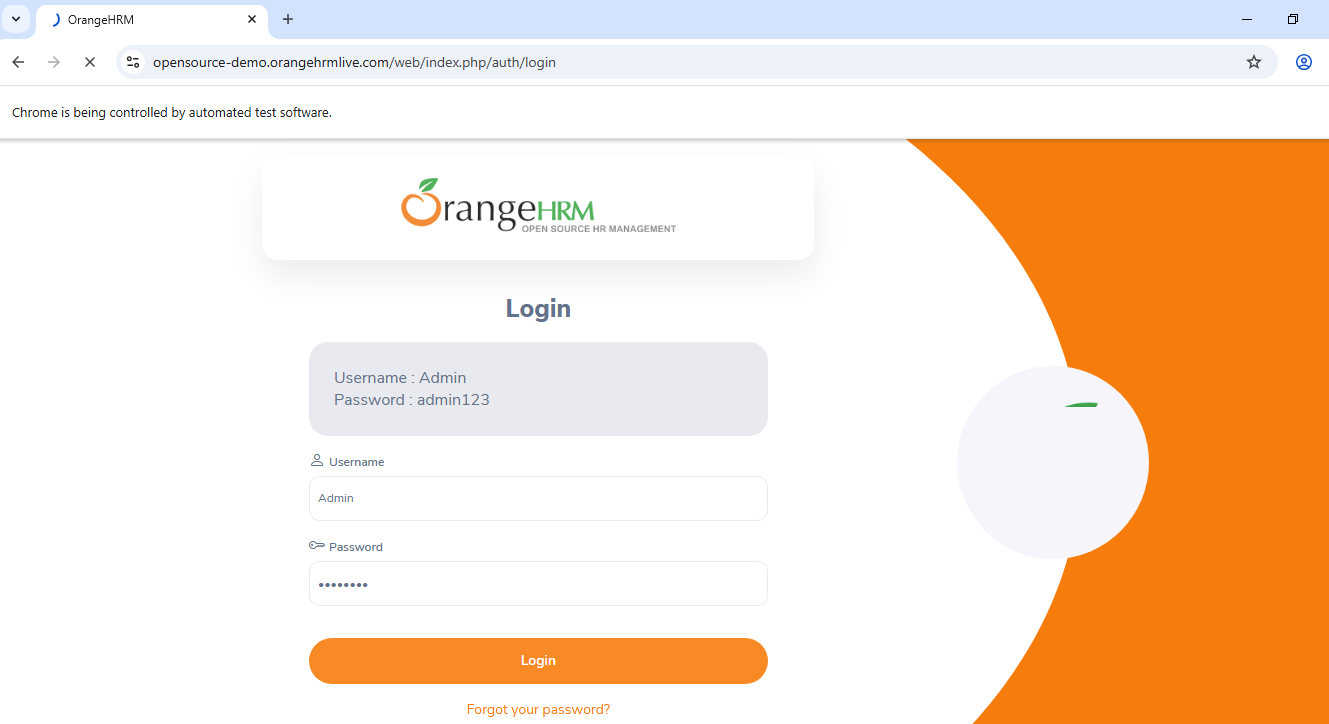 OrangeHRM
opensource-demo.orangehrmlive.com/web/index.php/auth/login
Chrome is being controlled by automated test software.
OrangeHRM
OPEN SOURCE HR MANAGEMENT
Login
Username : Admin
Password : admin123
Username
Admin
Password
••••••••
Login
Forgot your password?